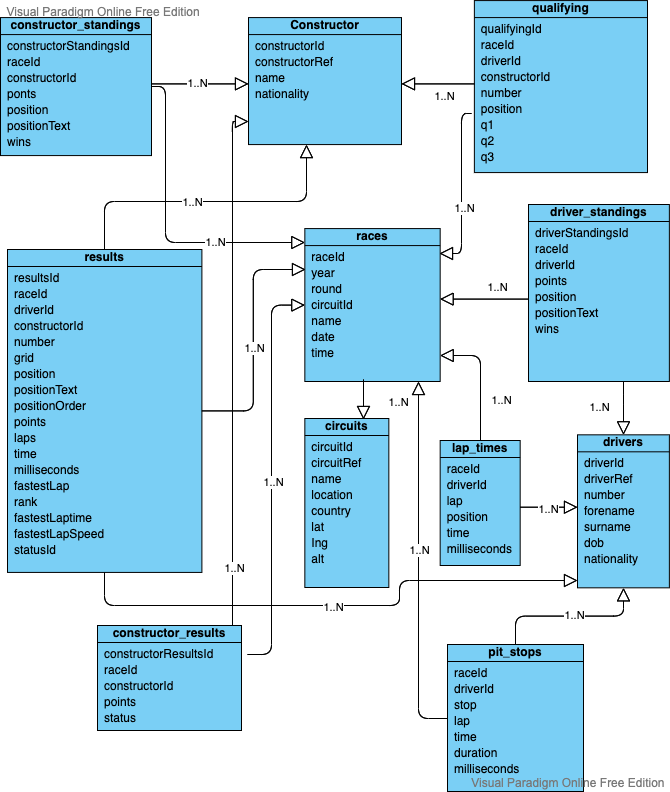 Visual Paradigm Online Free Edition
constructor_standings
constructorStandingsId
raceId
constructorId
ponts
position
positionText
wins
Constructor
constructorId
constructorRef
name
nationality
qualifying
qualifyingId
raceId
driverId
constructorId
number
position
q1
q2
q3
1..N
1..N
1..N
1..N
1..N
results
resultsId
raceId
driverId
constructorId
number
grid
position
positionText
positionOrder
points
laps
time
milliseconds
fastestLap
rank
fastestLaptime
fastestLapSpeed
statusId
races
raceId
year
round
circuitId
name
date
time
driver_standings
driverStandingsId
raceId
driverId
points
position
positionText
wins
1..N
1..N
1..N
1..N
1..N
circuits
circuitId
circuitRef
name
location
country
lat
lng
alt
lap_times
raceId
driverId
lap
position
time
milliseconds
drivers
driverId
driverRef
number
forename
surname
dob
nationality
1..N
1..N
1..N
1..N
1..N
1..N
constructor_results
constructorResultsId
raceId
constructorId
points
status
pit_stops
raceId
driverId
stop
lap
time
duration
milliseconds
Visual Paradigm Online Free Edition